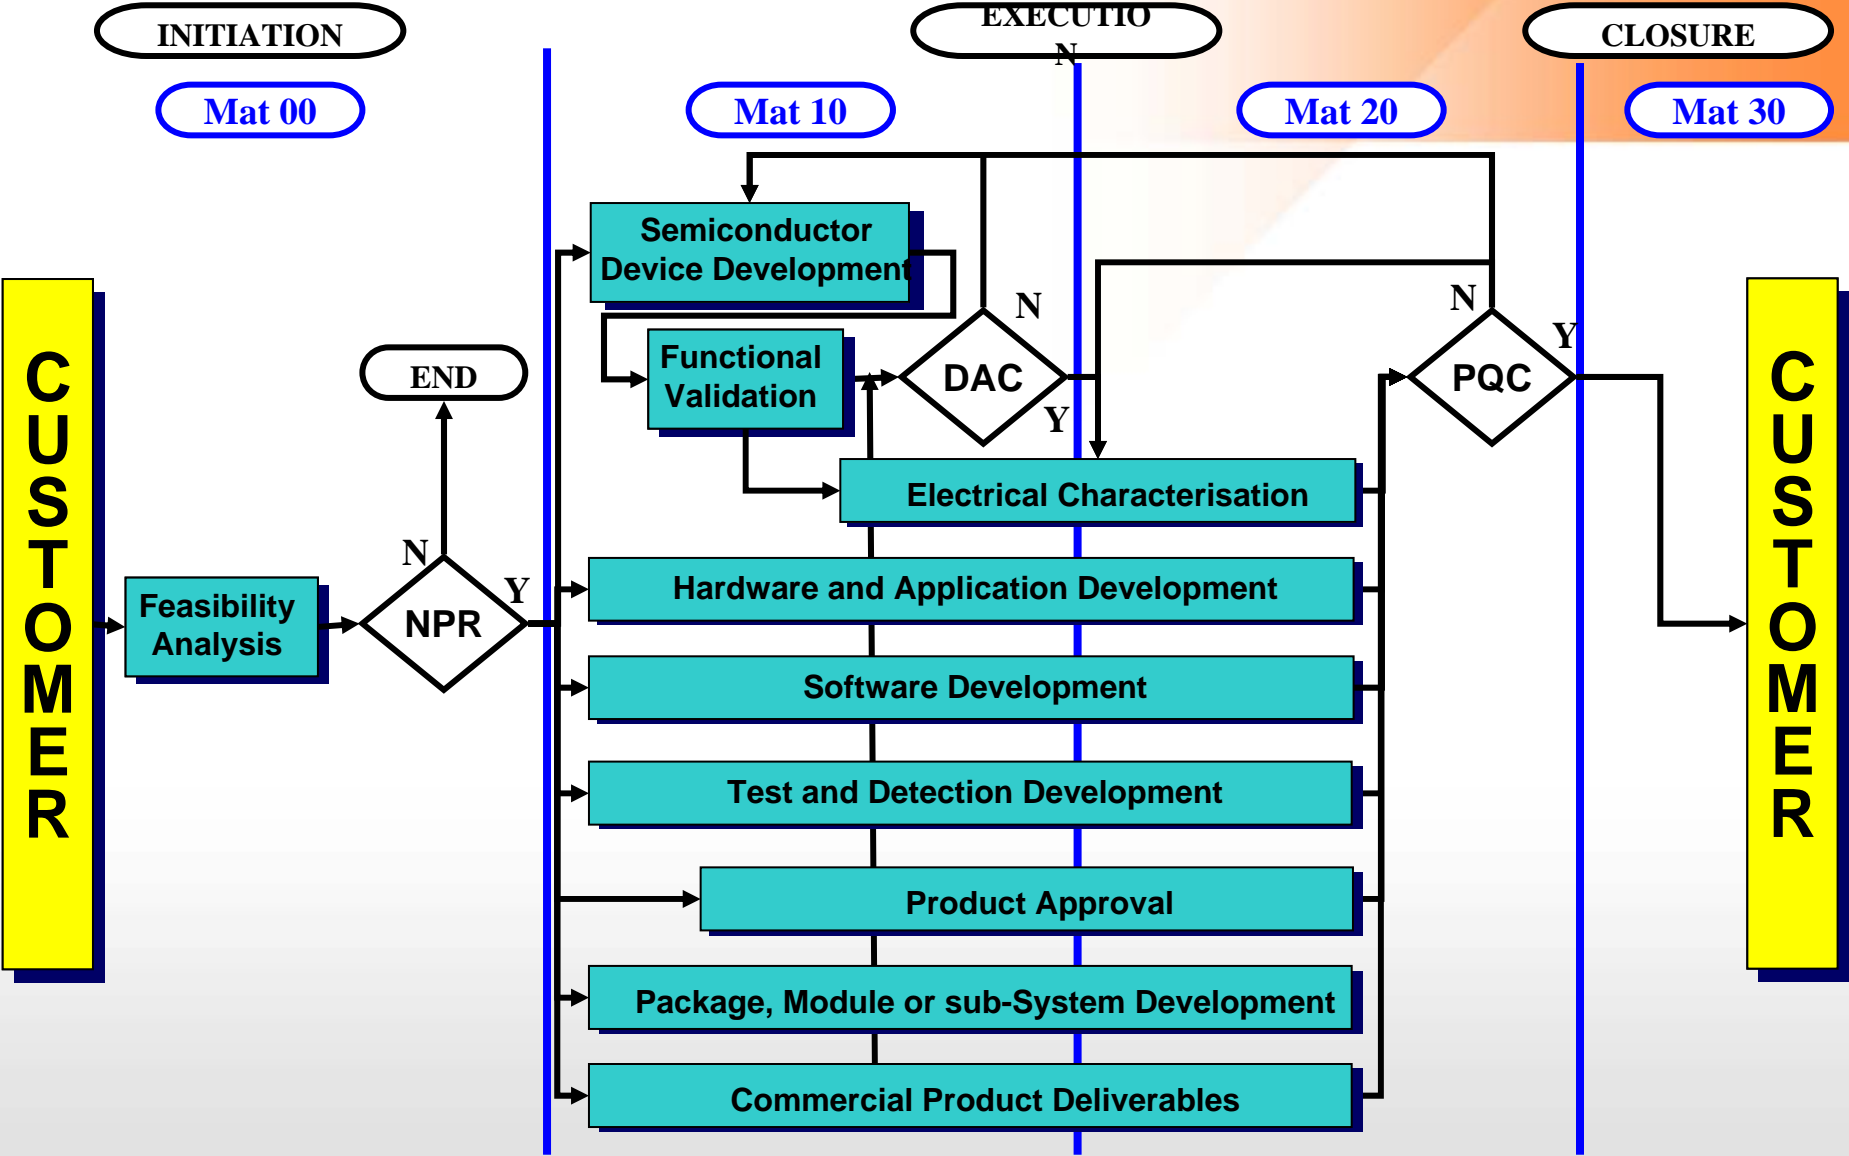 INITIATION
EXECUTIO
N
CLOSURE
Mat 00
Mat 10
Mat 20
Mat 30
CUSTOMER
Feasibility
Analysis
END
N
Y
NPR
Semiconductor
Device Development
Functional
Validation
N
DAC
Y
Electrical Characterisation
Hardware and Application Development
Software Development
Test and Detection Development
Product Approval
Package, Module or sub-System Development
Commercial Product Deliverables
N
Y
PQC
CUSTOMER